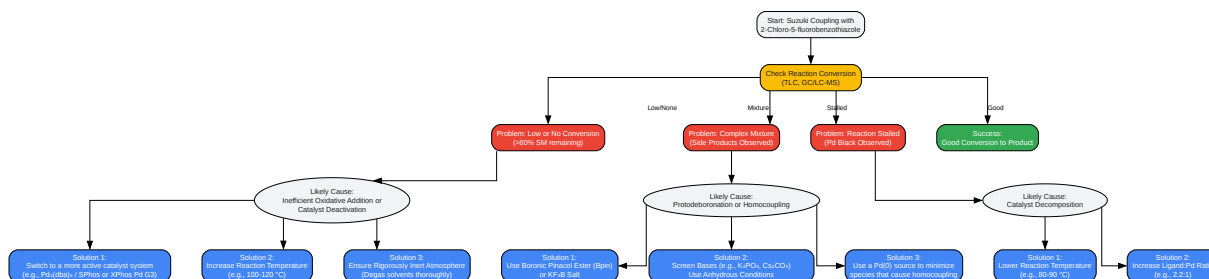 Start: Suzuki Coupling with
2-Chloro-5-fluorobenzothiazole
Check Reaction Conversion
(TLC, GC/LC-MS)
Low/None
Mixture
Stalled
Good
Problem: Low or No Conversion
(>80% SM remaining)
Problem: Complex Mixture
(Side Products Observed)
Problem: Reaction Stalled
(Pd Black Observed)
Success:
Good Conversion to Product
Likely Cause:
Inefficient Oxidative Addition or
Catalyst Deactivation
Likely Cause:
Protodeboronation or Homocoupling
Likely Cause:
Catalyst Decomposition
Solution 1:
Switch to a more active catalyst system
(e.g., Pd₂(dba)₃ / SPhos or XPhos Pd G3)
Solution 2:
Increase Reaction Temperature
(e.g., 100-120 °C)
Solution 3:
Ensure Rigorously Inert Atmosphere
(Degas solvents thoroughly)
Solution 1:
Use Boronic Pinacol Ester (Bpin)
or KF₃B Salt
Solution 2:
Screen Bases (e.g., K₃PO₄, Cs₂CO₃)
Use Anhydrous Conditions
Solution 3:
Use a Pd(0) source to minimize
species that cause homocoupling
Solution 1:
Lower Reaction Temperature
(e.g., 80-90 °C)
Solution 2:
Increase Ligand:Pd
(e.g., 2.2:1)